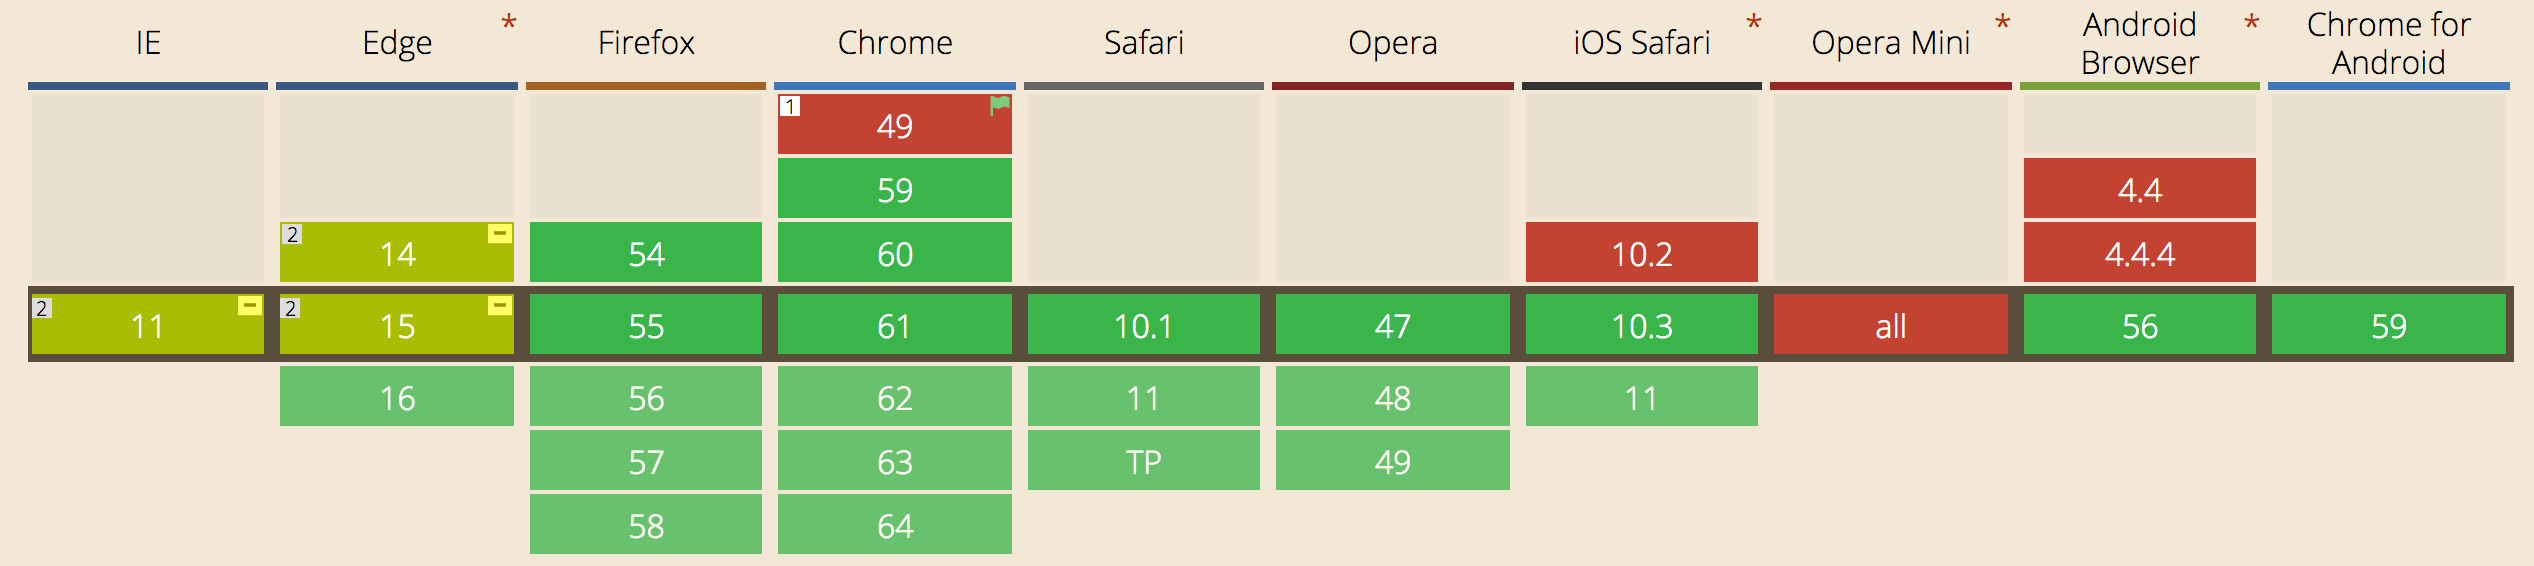 IE Edge * Firefox Chrome Safari Opera iOS Safari * Opera Mini * Android Browser * Chrome for Android
1 49
59 4.4
2 14 54 60 10.2 4.4.4
2 11 2 15 55 61 10.1 47 10.3 all 56 59
16 56 62 11 48 11
57 63 TP 49
58 64